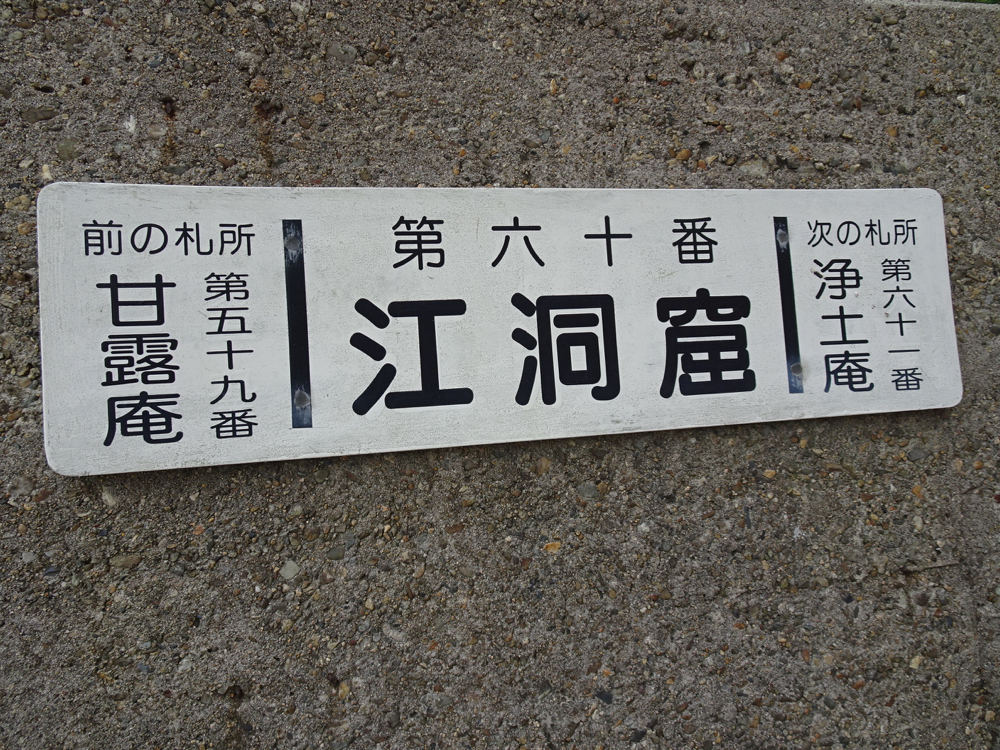 前の札所
第五十九番
甘露庵
第六十番
江洞窟
次の札所
第六十一番
浄土庵